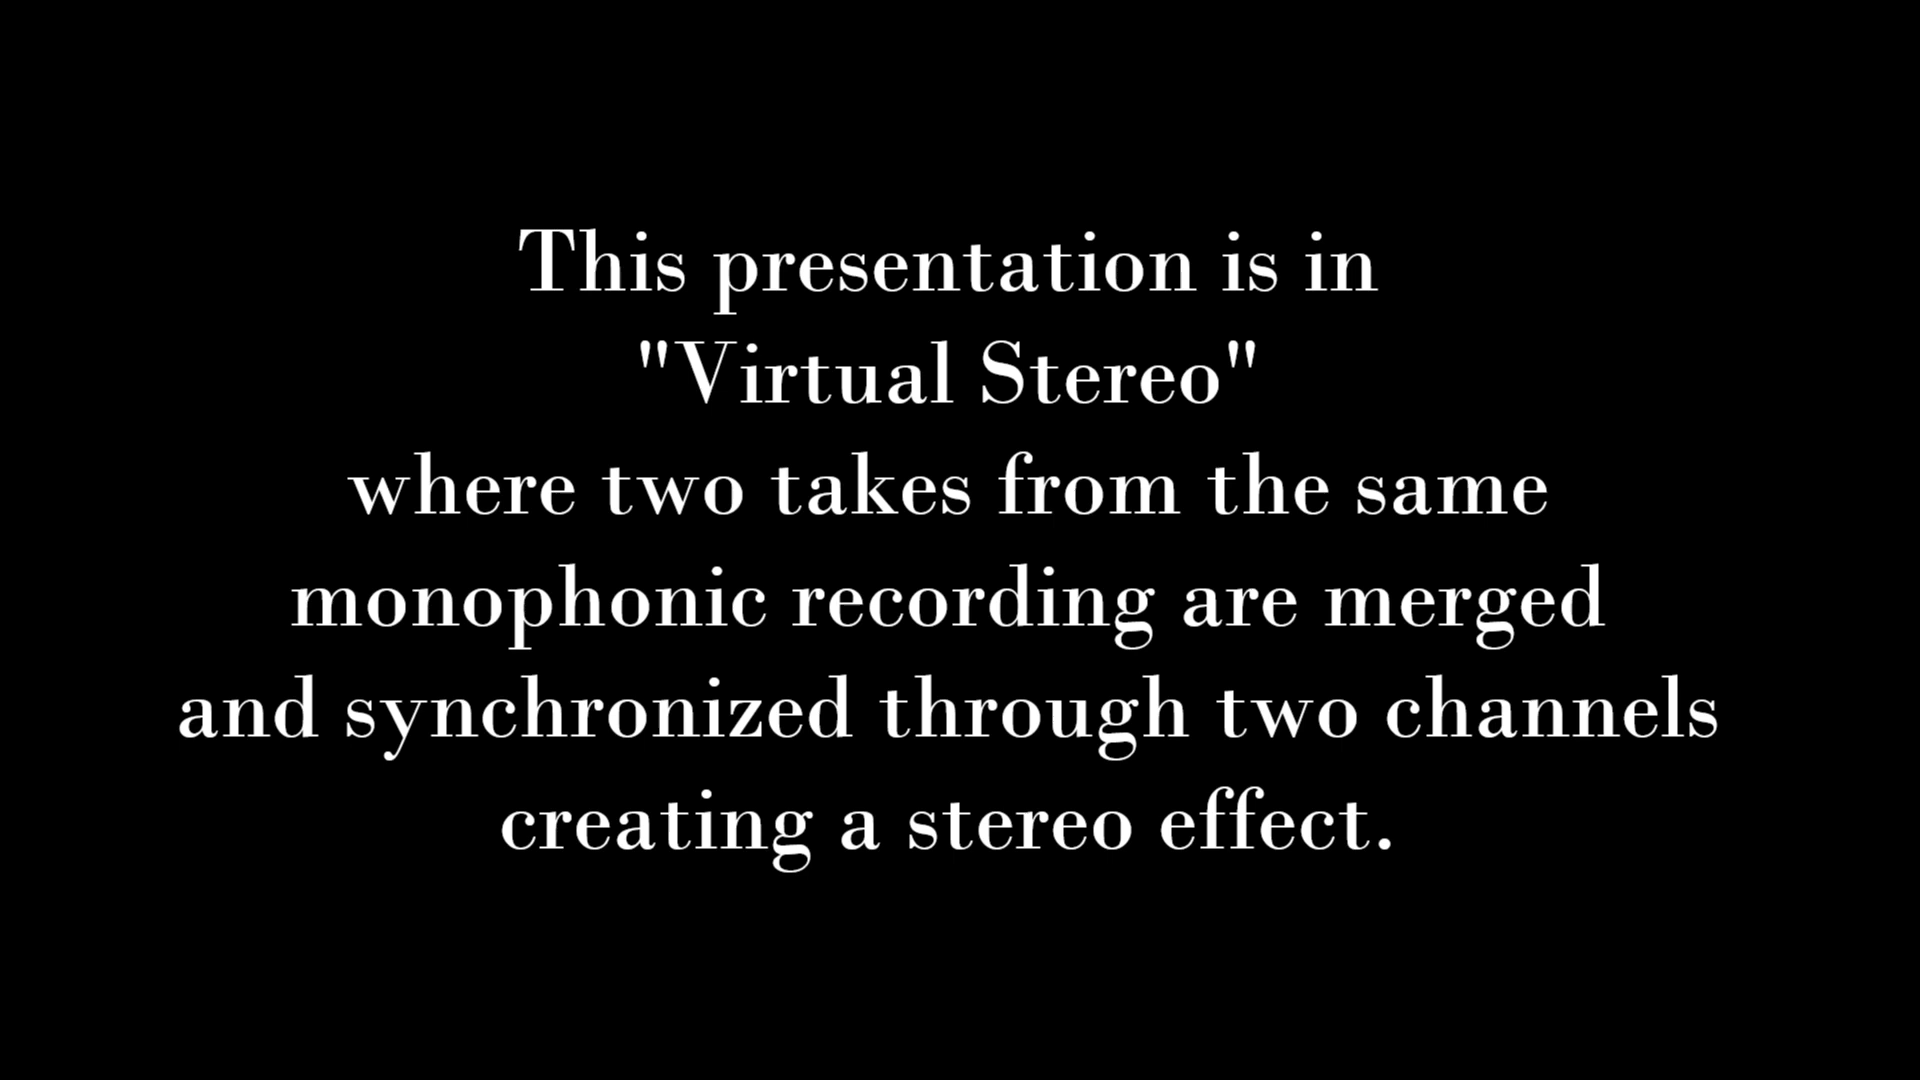 This presentation is in
"Virtual Stereo"
where two takes from the same
monophonic recording are merged
and synchronized through two channels
creating a stereo effect.